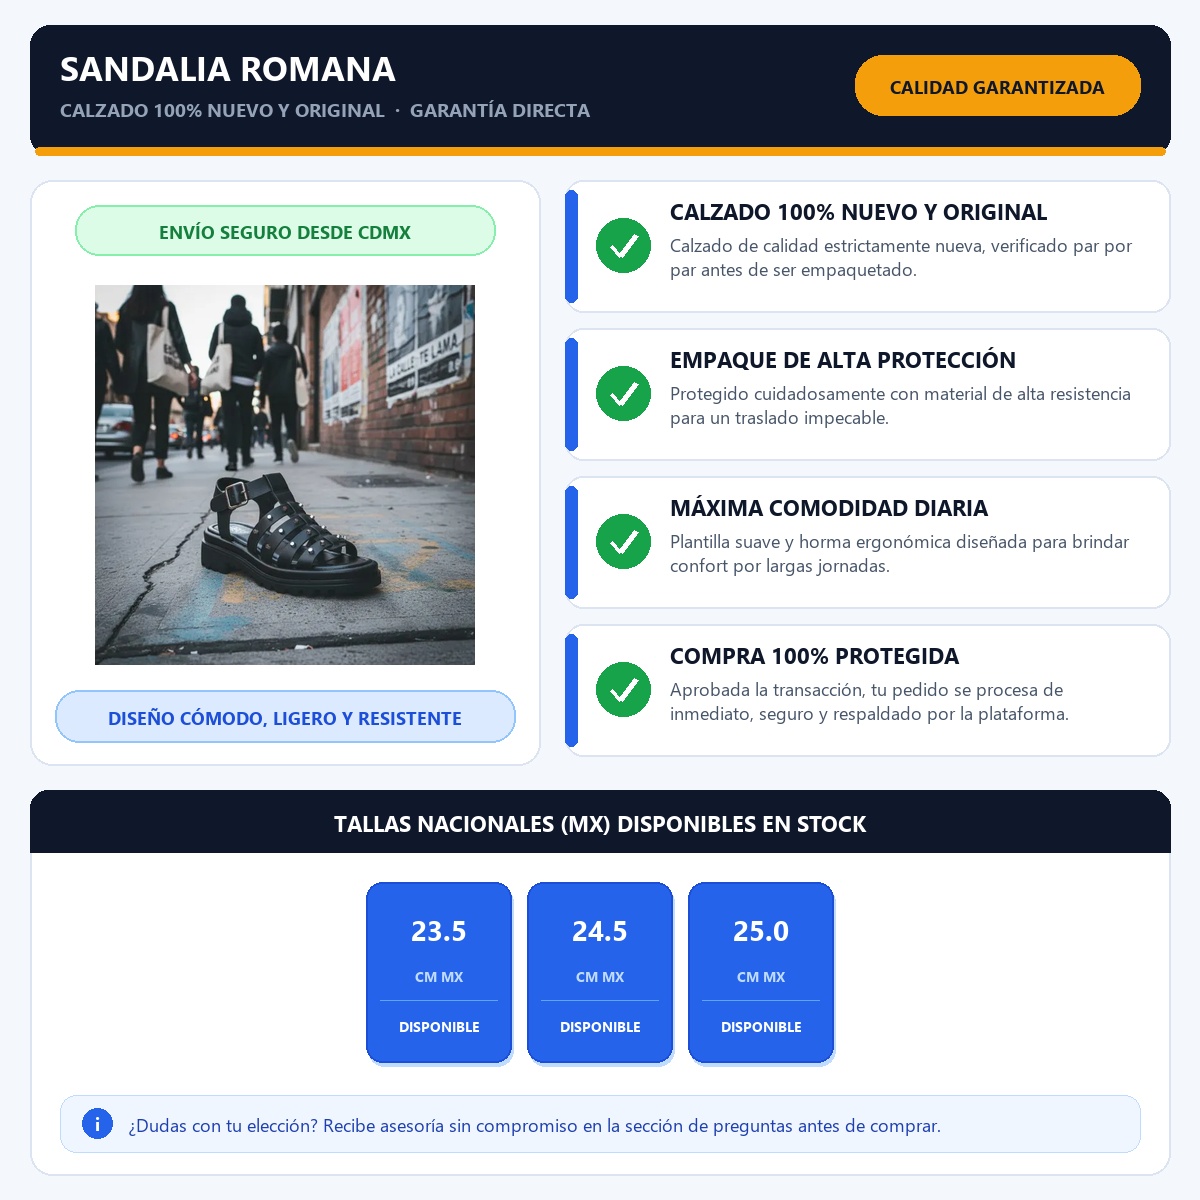 SANDALIA ROMANA
CALZADO 100% NUEVO Y ORIGINAL · GARANTÍA DIRECTA
CALIDAD GARANTIZADA
ENVÍO SEGURO DESDE CDMX
LA CALLE TE LLAMA
DISEÑO CÓMODO, LIGERO Y RESISTENTE
CALZADO 100% NUEVO Y ORIGINAL
Calzado de calidad estrictamente nueva, verificado par por
par antes de ser empaquetado.
EMPAQUE DE ALTA PROTECCIÓN
Protegido cuidadosamente con material de alta resistencia
para un traslado impecable.
MÁXIMA COMODIDAD DIARIA
Plantilla suave y horma ergonómica diseñada para brindar
confort por largas jornadas.
COMPRA 100% PROTEGIDA
Aprobada la transacción, tu pedido se procesa de
inmediato, seguro y respaldado por la plataforma.
TALLAS NACIONALES (MX) DISPONIBLES EN STOCK
23.5
CM MX
DISPONIBLE
24.5
CM MX
DISPONIBLE
25.0
CM MX
DISPONIBLE
¿Dudas con tu elección? Recibe asesoría sin compromiso en la sección de preguntas antes de comprar.